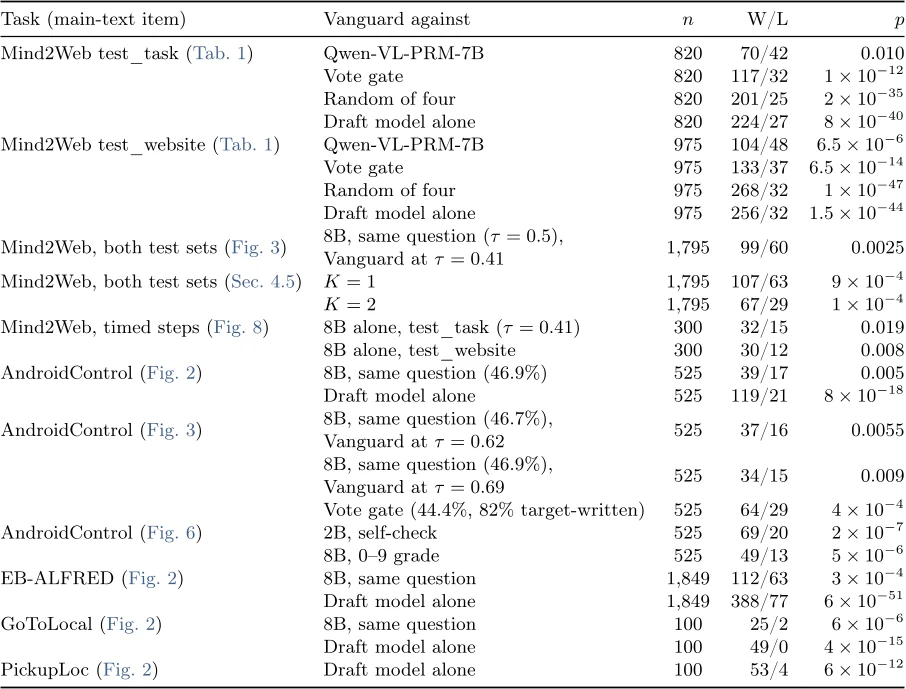 Task (main-text item) Vanguard against n W/L p
Mind2Web test_task (Tab. 1) Qwen-VL-PRM-7B 820 70/42 0.010
Vote gate 820 117/32 1 × 10⁻¹²
Random of four 820 201/25 2 × 10⁻³⁵
Draft model alone 820 224/27 8 × 10⁻⁴⁰
Mind2Web test_website (Tab. 1) Qwen-VL-PRM-7B 975 104/48 6.5 × 10⁻⁶
Vote gate 975 133/37 6.5 × 10⁻¹⁴
Random of four 975 268/32 1 × 10⁻⁴⁷
Draft model alone 975 256/32 1.5 × 10⁻⁴⁴
Mind2Web, both test sets (Fig. 3) 8B, same question (τ = 0.5), 1,795 99/60 0.0025
Vanguard at τ = 0.41
Mind2Web, both test sets (Sec. 4.5) K = 1 1,795 107/63 9 × 10⁻⁴
K = 2 1,795 67/29 1 × 10⁻⁴
Mind2Web, timed steps (Fig. 8) 8B alone, test_task (τ = 0.41) 300 32/15 0.019
8B alone, test_website 300 30/12 0.008
AndroidControl (Fig. 2) 8B, same question (46.9%) 525 39/17 0.005
Draft model alone 525 119/21 8 × 10⁻¹⁸
AndroidControl (Fig. 3) 8B, same question (46.7%), 525 37/16 0.0055
Vanguard at τ = 0.62
8B, same question (46.9%), 525 34/15 0.009
Vanguard at τ = 0.69
Vote gate (44.4%, 82% target-written) 525 64/29 4 × 10⁻⁴
AndroidControl (Fig. 6) 2B, self-check 525 69/20 2 × 10⁻⁷
8B, 0–9 grade 525 49/13 5 × 10⁻⁶
EB-ALFRED (Fig. 2) 8B, same question 1,849 112/63 3 × 10⁻⁴
Draft model alone 1,849 388/77 6 × 10⁻⁵¹
GoToLocal (Fig. 2) 8B, same question 100 25/2 6 × 10⁻⁶
Draft model alone 100 49/0 4 × 10⁻¹⁵
PickupLoc (Fig. 2) Draft model alone 100 53/4 6 × 10⁻¹²